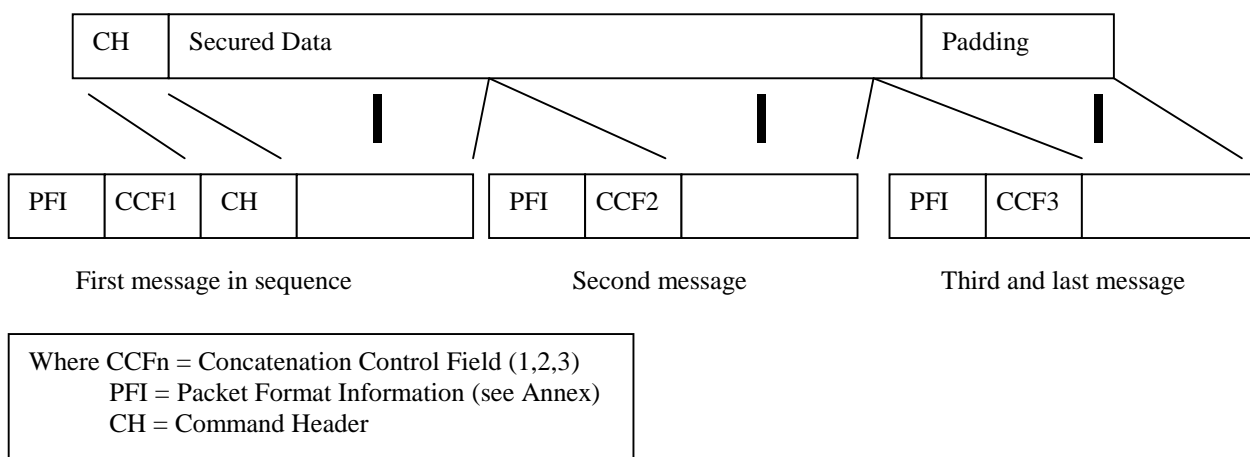 CH Secured Data Padding
PFI CCF1 CH PFI CCF2 PFI CCF3
First message in sequence Second message Third and last message
Where CCFn = Concatenation Control Field (1,2,3)
PFI = Packet Format Information (see Annex)
CH = Command Header